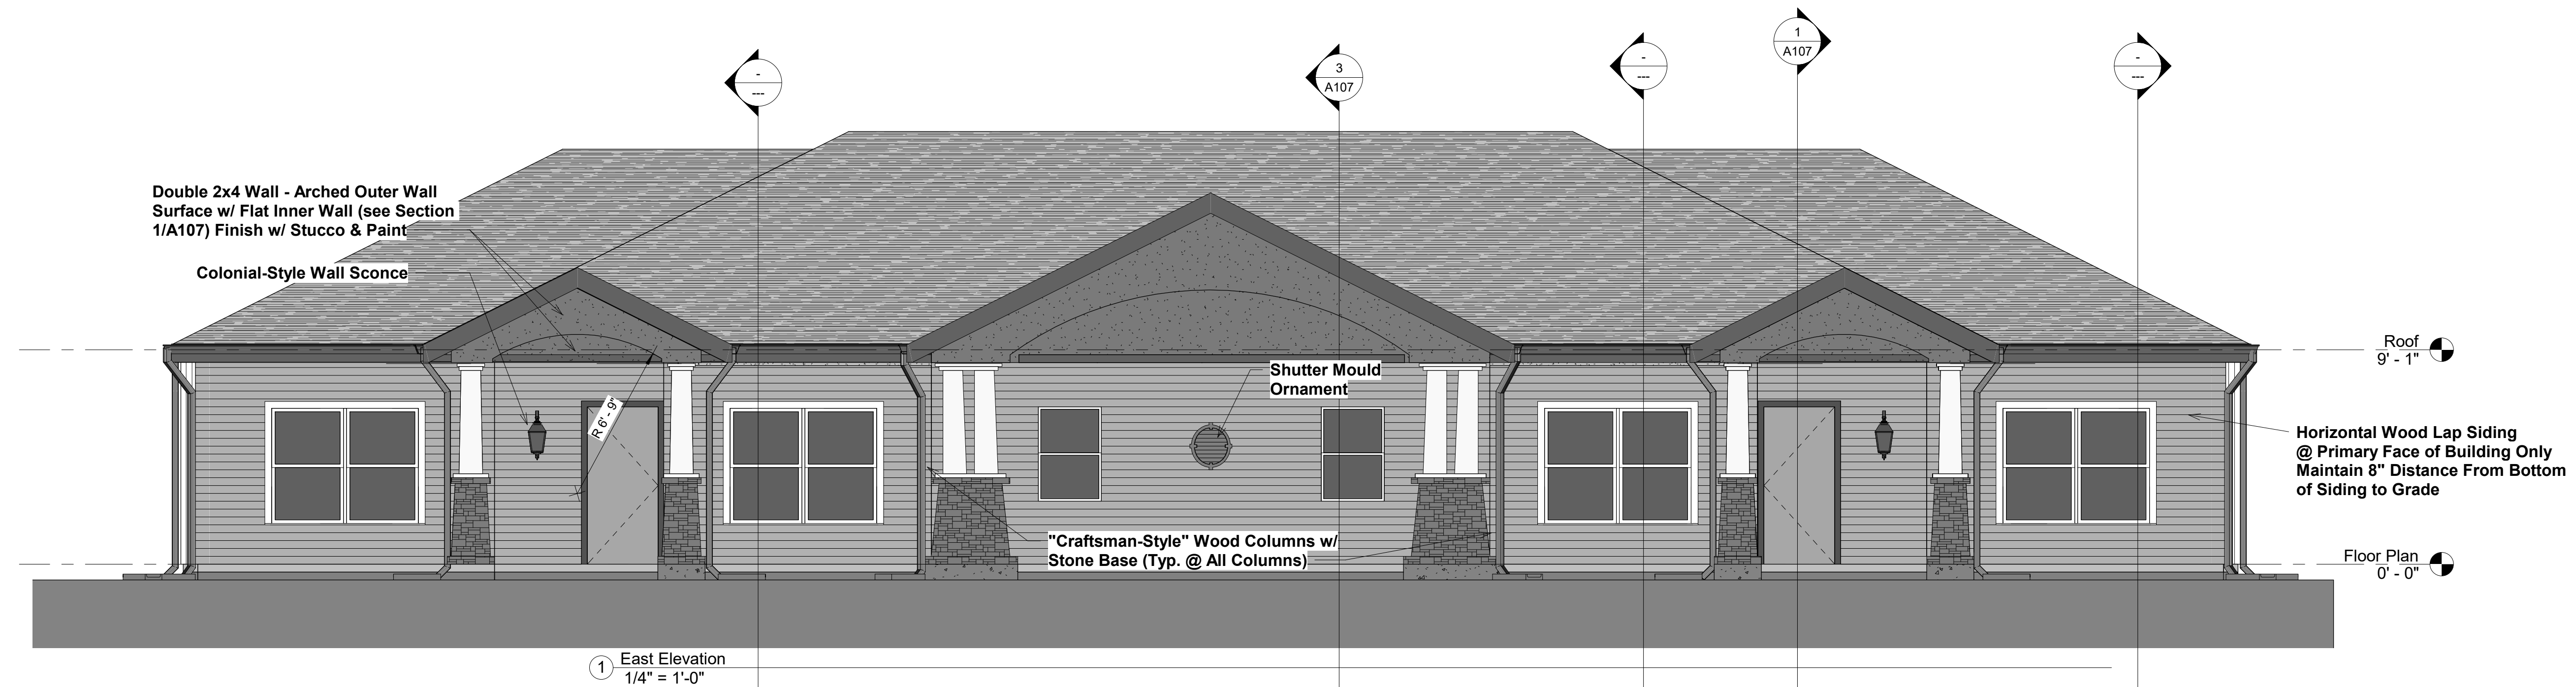 -
---
3
A107
-
---
1
A107
-
---
Double 2x4 Wall - Arched Outer Wall
Surface w/ Flat Inner Wall (see Section
1/A107) Finish w/ Stucco & Paint
Colonial-Style Wall Sconce
R 6' - 9"
Shutter Mould
Ornament
"Craftsman-Style" Wood Columns w/
Stone Base (Typ. @ All Columns)
Roof
9' - 1"
Horizontal Wood Lap Siding
@ Primary Face of Building Only
Maintain 8" Distance From Bottom
of Siding to Grade
Floor Plan
0' - 0"
1
East Elevation
1/4" = 1'-0"